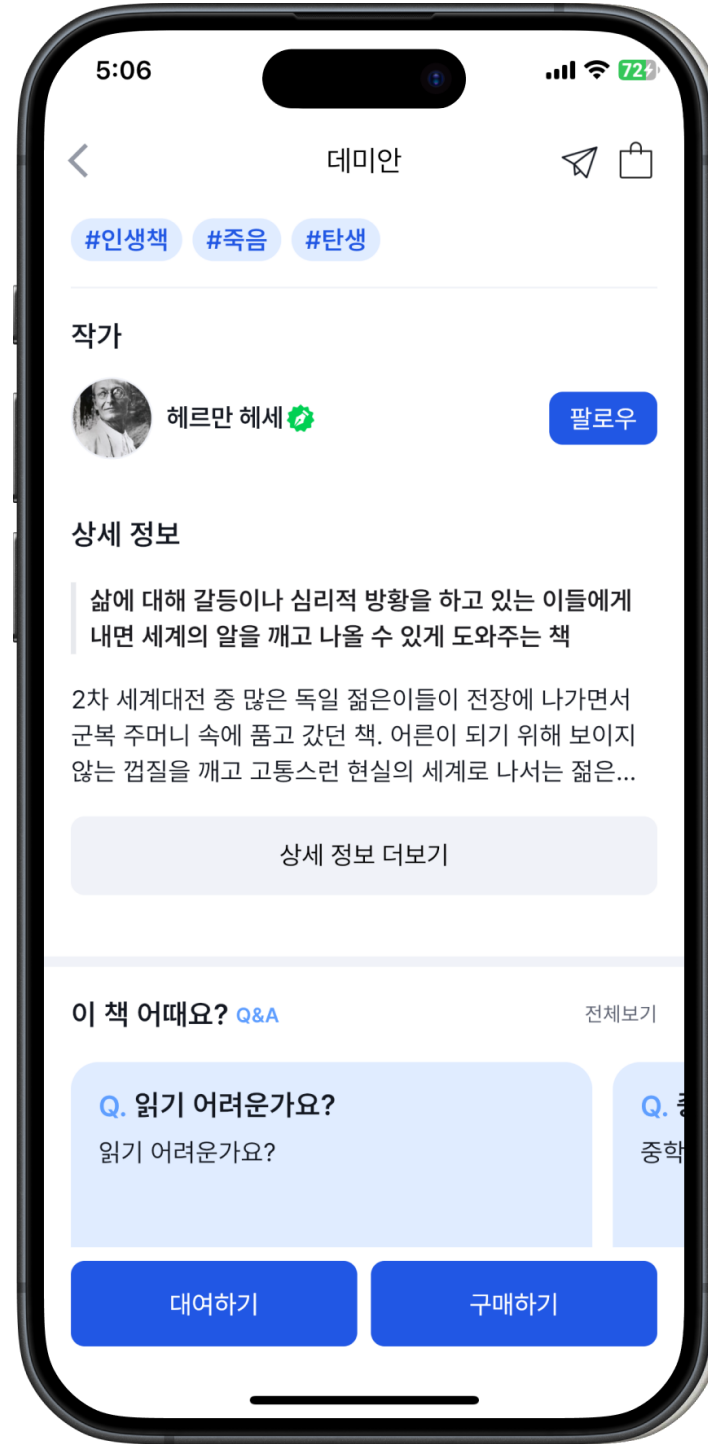 5:06
72
데미안
#인생책 #죽음 #탄생
작가
헤르만 헤세
팔로우
상세 정보
삶에 대해 갈등이나 심리적 방황을 하고 있는 이들에게
내면 세계의 알을 깨고 나올 수 있게 도와주는 책
2차 세계대전 중 많은 독일 젊은이들이 전장에 나가면서
군복 주머니 속에 품고 갔던 책. 어른이 되기 위해 보이지
않는 껍질을 깨고 고통스런 현실의 세계로 나서는 젊은...
상세 정보 더보기
이 책 어때요? Q&A
전체보기
Q. 읽기 어려운가요?
읽기 어려운가요?
Q.
중학
대여하기
구매하기